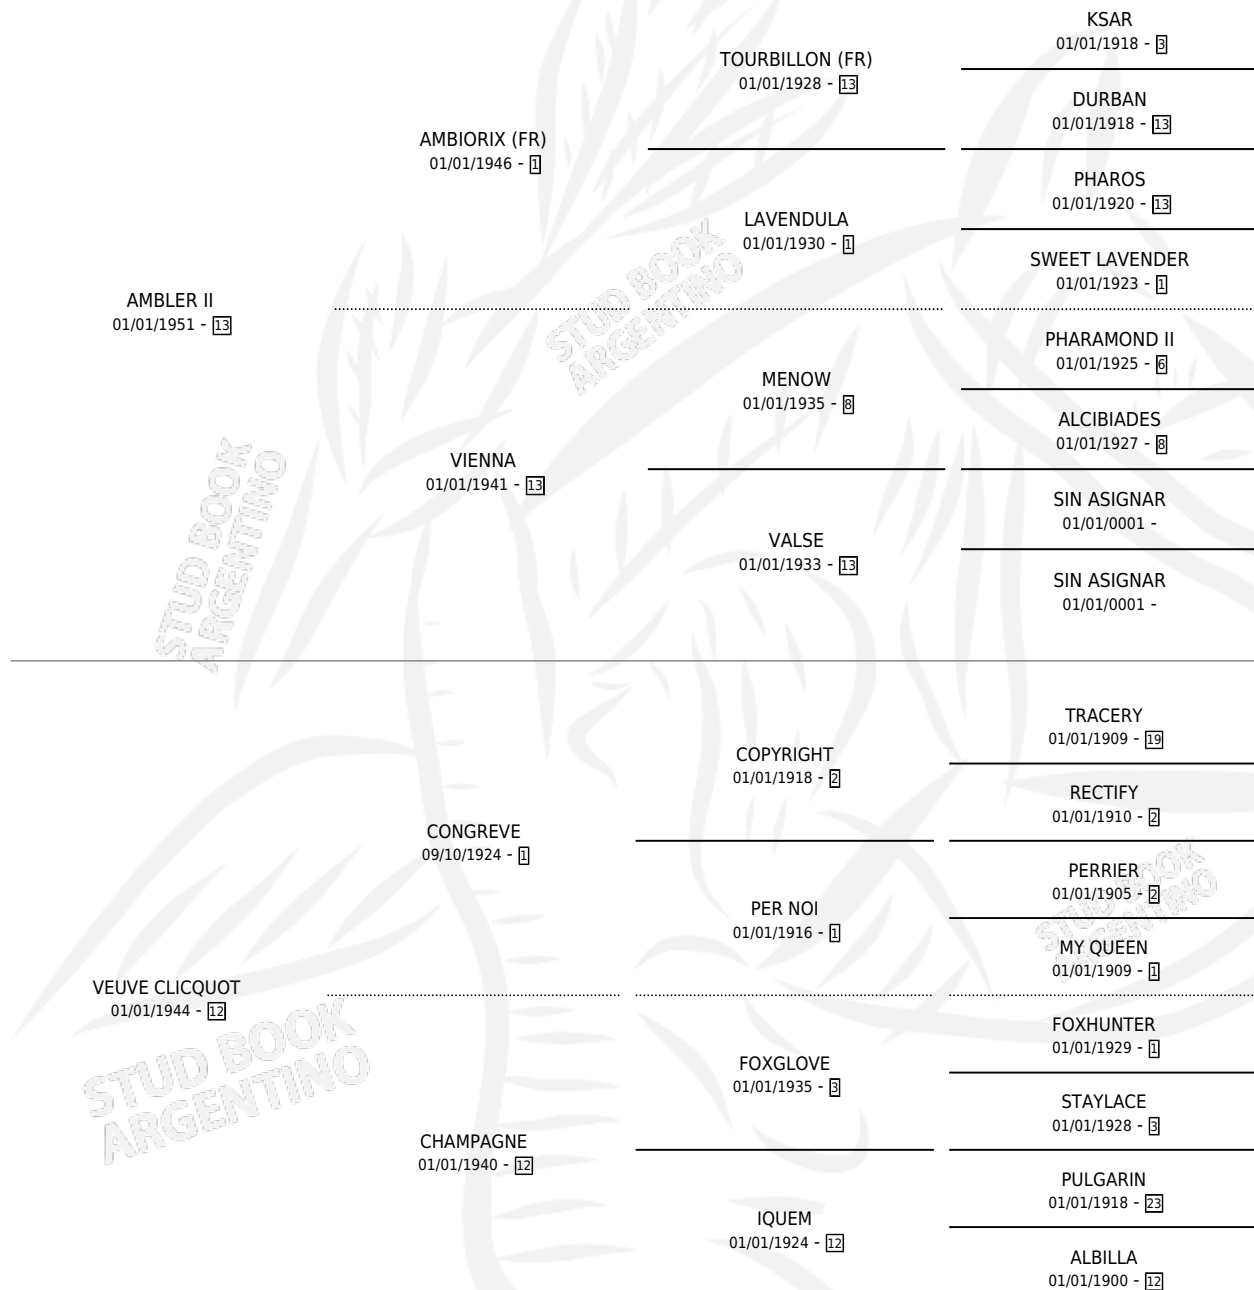 KSAR
01/01/1918 - 3
TOURBILLON (FR)
01/01/1928 - 13
DURBAN
01/01/1918 - 13
AMBIORIX (FR)
01/01/1946 - 1
PHAROS
01/01/1920 - 13
LAVENDULA
01/01/1930 - 1
SWEET LAVENDER
01/01/1923 - 1
AMBLER II
01/01/1951 - 13
PHARAMOND II
01/01/1925 - 6
MENOW
01/01/1935 - 8
ALCIBIADES
01/01/1927 - 8
VIENNA
01/01/1941 - 13
SIN ASIGNAR
01/01/0001 -
VALSE
01/01/1933 - 13
SIN ASIGNAR
01/01/0001 -
TRACERY
01/01/1909 - 19
COPYRIGHT
01/01/1918 - 2
RECTIFY
01/01/1910 - 2
CONGREVE
09/10/1924 - 1
PERRIER
01/01/1905 - 2
PER NOI
01/01/1916 - 1
MY QUEEN
01/01/1909 - 1
VEUVE CLICQUOT
01/01/1944 - 12
FOXHUNTER
01/01/1929 - 1
FOXGLOVE
01/01/1935 - 3
STAYLACE
01/01/1928 - 3
CHAMPAGNE
01/01/1940 - 12
PULGARIN
01/01/1918 - 23
IQUEM
01/01/1924 - 12
ALBILLA
01/01/1900 - 12
STUD BOOK
ARGENTINO
STUD BOOK
ARGENTINO
STUD BOOK
ARGENTINO
STUD BOOK
ARGENTINO